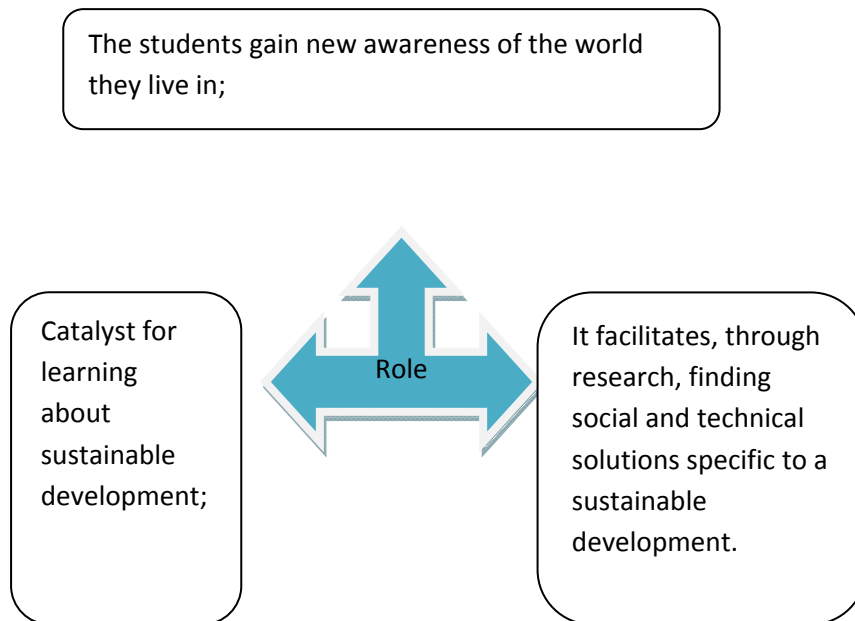 The students gain new awareness of the world
they live in;
Catalyst for
learning
about
sustainable
development;
Role
It facilitates, through
research, finding
social and technical
solutions specific to a
sustainable
development.